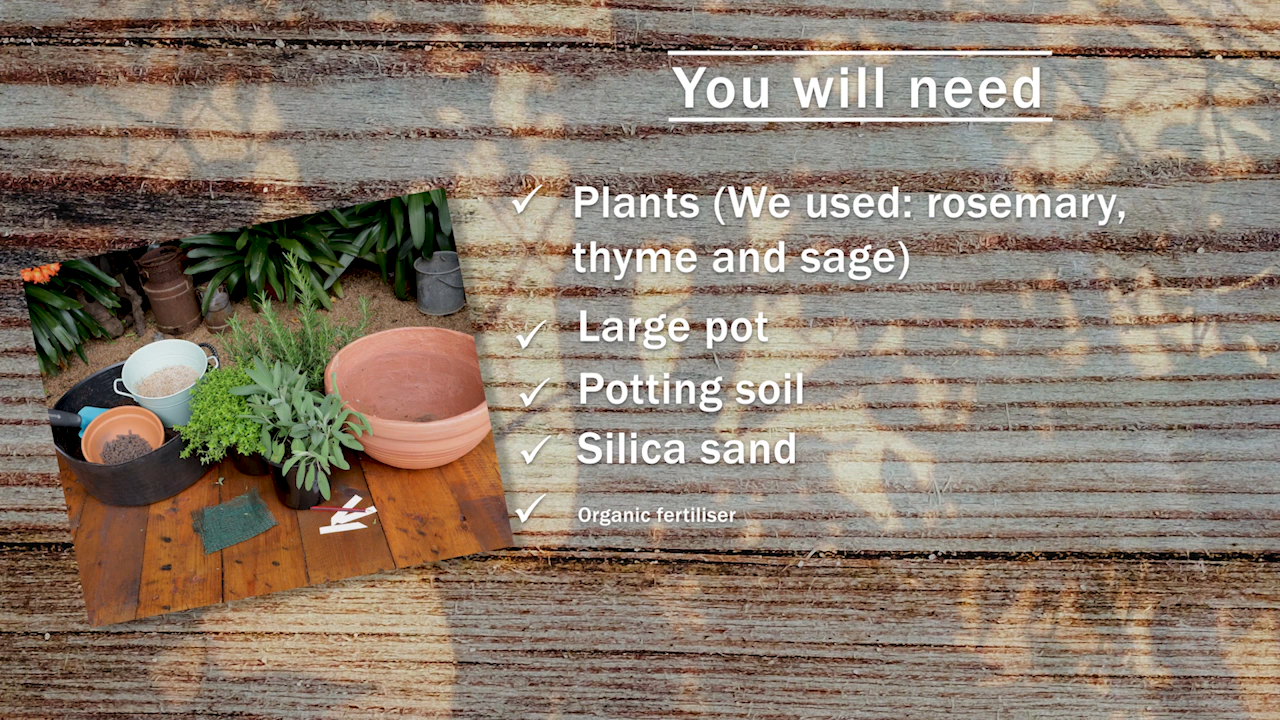 You will need
Plants (We used: rosemary,
thyme and sage)
Large pot
Potting soil
Silica sand
Organic fertiliser